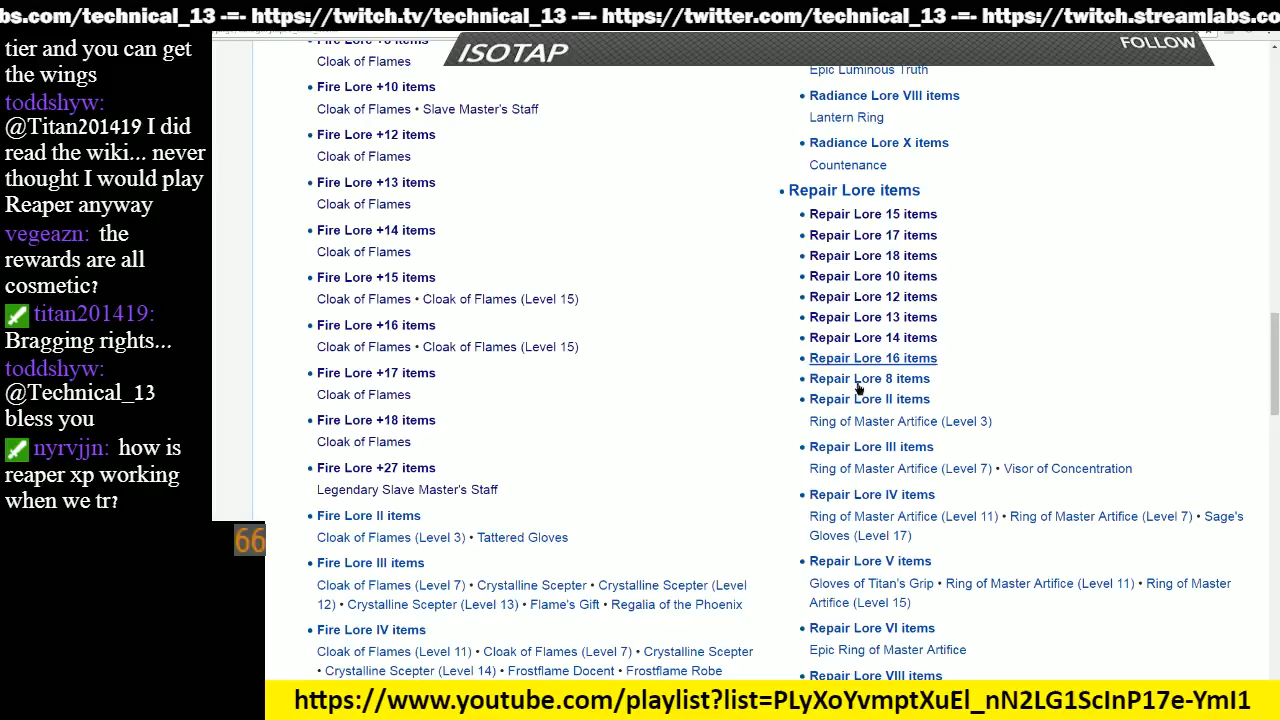 bs.com/technical_13 -=- https://twitch.tv/technical_13 -=- https://twitter.com/technical_13 -=- https://twitch.streamlabs.co
ISOTAP
FOLLOW
tier and you can get
the wings
toddshyw:
@Titan201419 I did
read the wiki... never
thought I would play
Reaper anyway
vegeazn: the
rewards are all
cosmetic?
titan201419:
Bragging rights...
toddshyw:
@Technical_13
bless you
nyrvjjn: how is
reaper xp working
when we tr?
66
Cloak of Flames
• Fire Lore +10 items
Cloak of Flames • Slave Master's Staff
• Fire Lore +12 items
Cloak of Flames
• Fire Lore +13 items
Cloak of Flames
• Fire Lore +14 items
Cloak of Flames
• Fire Lore +15 items
Cloak of Flames • Cloak of Flames (Level 15)
• Fire Lore +16 items
Cloak of Flames • Cloak of Flames (Level 15)
• Fire Lore +17 items
Cloak of Flames
• Fire Lore +18 items
Cloak of Flames
• Fire Lore +27 items
Legendary Slave Master's Staff
• Fire Lore II items
Cloak of Flames (Level 3) • Tattered Gloves
• Fire Lore III items
Cloak of Flames (Level 7) • Crystalline Scepter • Crystalline Scepter (Level
12) • Crystalline Scepter (Level 13) • Flame's Gift • Regalia of the Phoenix
• Fire Lore IV items
Cloak of Flames (Level 11) • Cloak of Flames (Level 7) • Crystalline Scepter
• Crystalline Scepter (Level 14) • Frostflame Docent • Frostflame Robe
Epic Luminous Truth
• Radiance Lore VIII items
Lantern Ring
• Radiance Lore X items
Countenance
• Repair Lore items
• Repair Lore 15 items
• Repair Lore 17 items
• Repair Lore 18 items
• Repair Lore 10 items
• Repair Lore 12 items
• Repair Lore 13 items
• Repair Lore 14 items
• Repair Lore 16 items
• Repair Lore 8 items
• Repair Lore II items
Ring of Master Artifice (Level 3)
• Repair Lore III items
Ring of Master Artifice (Level 7) • Visor of Concentration
• Repair Lore IV items
Ring of Master Artifice (Level 11) • Ring of Master Artifice (Level 7) • Sage's
Gloves (Level 17)
• Repair Lore V items
Gloves of Titan's Grip • Ring of Master Artifice (Level 11) • Ring of Master
Artifice (Level 15)
• Repair Lore VI items
Epic Ring of Master Artifice
• Repair Lore VIII items
https://www.youtube.com/playlist?list=PLyXoYvmptXuEl_nN2LG1ScInP17e-YmI1